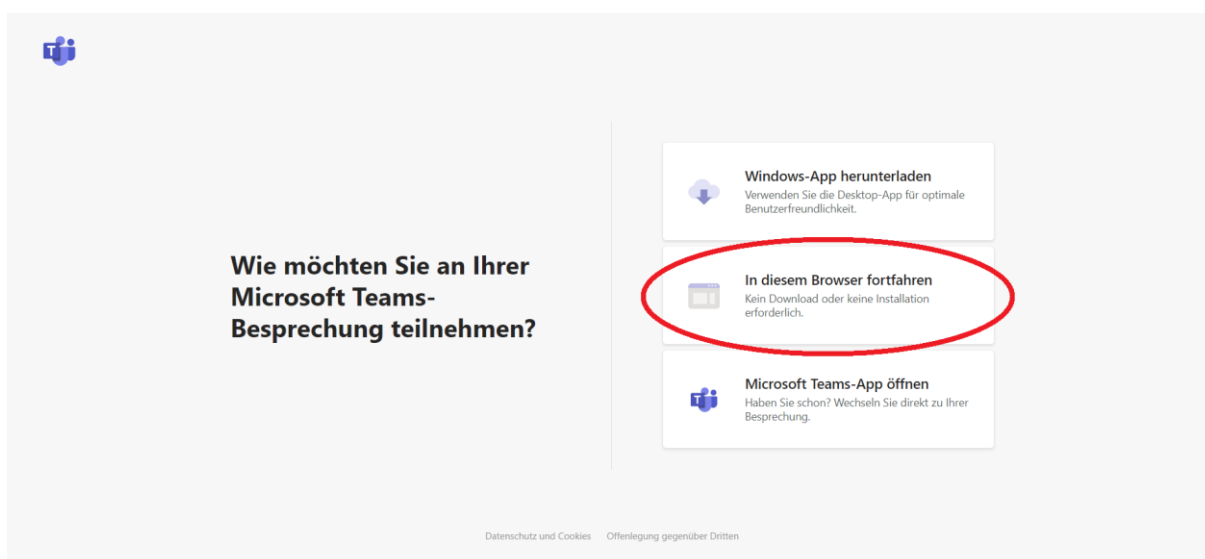 Wie möchten Sie an Ihrer
Microsoft Teams-
Besprechung teilnehmen?
Windows-App herunterladen
Verwenden Sie die Desktop-App für optimale
Benutzerfreundlichkeit.
In diesem Browser fortfahren
Kein Download oder keine Installation
erforderlich.
Microsoft Teams-App öffnen
Haben Sie schon? Wechseln Sie direkt zu Ihrer
Besprechung.
Datenschutz und Cookies Offenlegung gegenüber Dritten